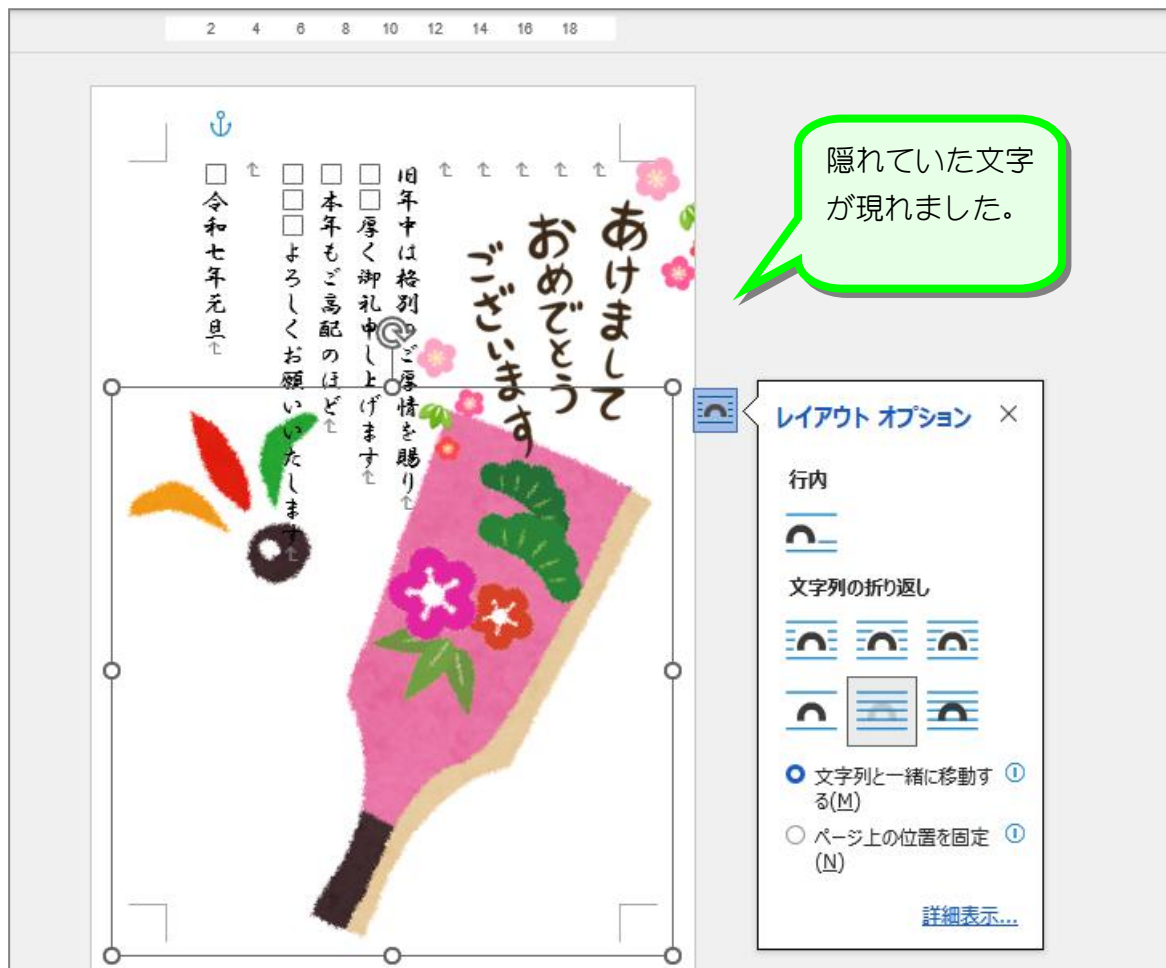 2 4 6 8 10 12 14 16 18
あけまして
おめでとう
ございます
旧年中は格別のご厚情を賜り
□□厚く御礼申し上げます
□本年もご高配のほど
□□□よろしくお願いいたします
□令和七年元旦
隠れていた文字
が現れました。
レイアウト オプション
行内
文字列の折り返し
文字列と一緒に移動す
る(M)
ページ上の位置を固定
(N)
詳細表示...